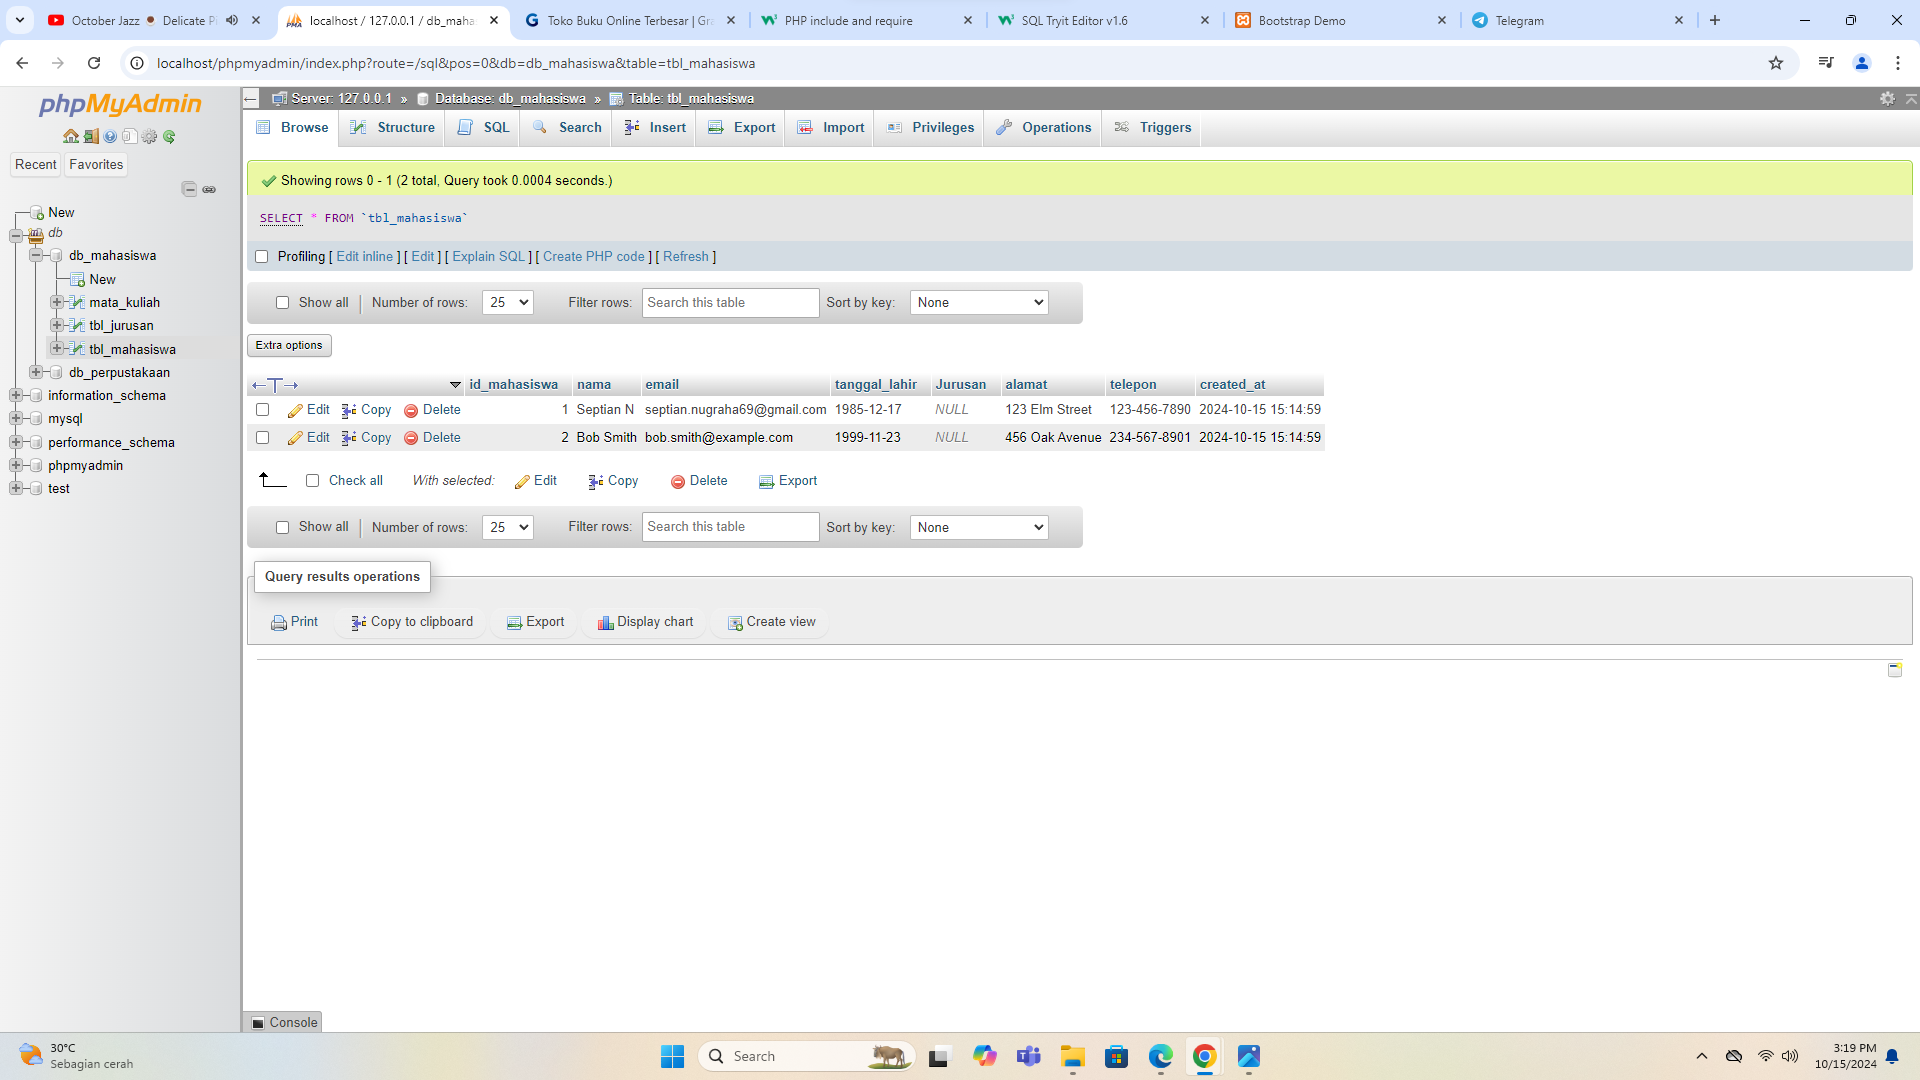 October Jazz Delicate Pi
localhost / 127.0.0.1 / db_mahas
Toko Buku Online Terbesar | Gra
PHP include and require
SQL Tryit Editor v1.6
Bootstrap Demo
Telegram
localhost/phpmyadmin/index.php?route=/sql&pos=0&db=db_mahasiswa&table=tbl_mahasiswa
phpMyAdmin
Recent Favorites
New
db
db_mahasiswa
New
mata_kuliah
tbl_jurusan
tbl_mahasiswa
db_perpustakaan
information_schema
mysql
performance_schema
phpmyadmin
test
Server: 127.0.0.1 » Database: db_mahasiswa » Table: tbl_mahasiswa
Browse Structure SQL Search Insert Export Import Privileges Operations Triggers
Showing rows 0 - 1 (2 total, Query took 0.0004 seconds.)
SELECT * FROM `tbl_mahasiswa`
Profiling [ Edit inline ] [ Edit ] [ Explain SQL ] [ Create PHP code ] [ Refresh ]
Show all Number of rows: 25 Filter rows: Search this table Sort by key: None
Extra options
←T→ id_mahasiswa nama email tanggal_lahir Jurusan alamat telepon created_at
Edit Copy Delete 1 Septian N septian.nugraha69@gmail.com 1985-12-17 NULL 123 Elm Street 123-456-7890 2024-10-15 15:14:59
Edit Copy Delete 2 Bob Smith bob.smith@example.com 1999-11-23 NULL 456 Oak Avenue 234-567-8901 2024-10-15 15:14:59
Check all With selected: Edit Copy Delete Export
Show all Number of rows: 25 Filter rows: Search this table Sort by key: None
Query results operations
Print Copy to clipboard Export Display chart Create view
Console
30°C
Sebagian cerah
Search
3:19 PM
10/15/2024